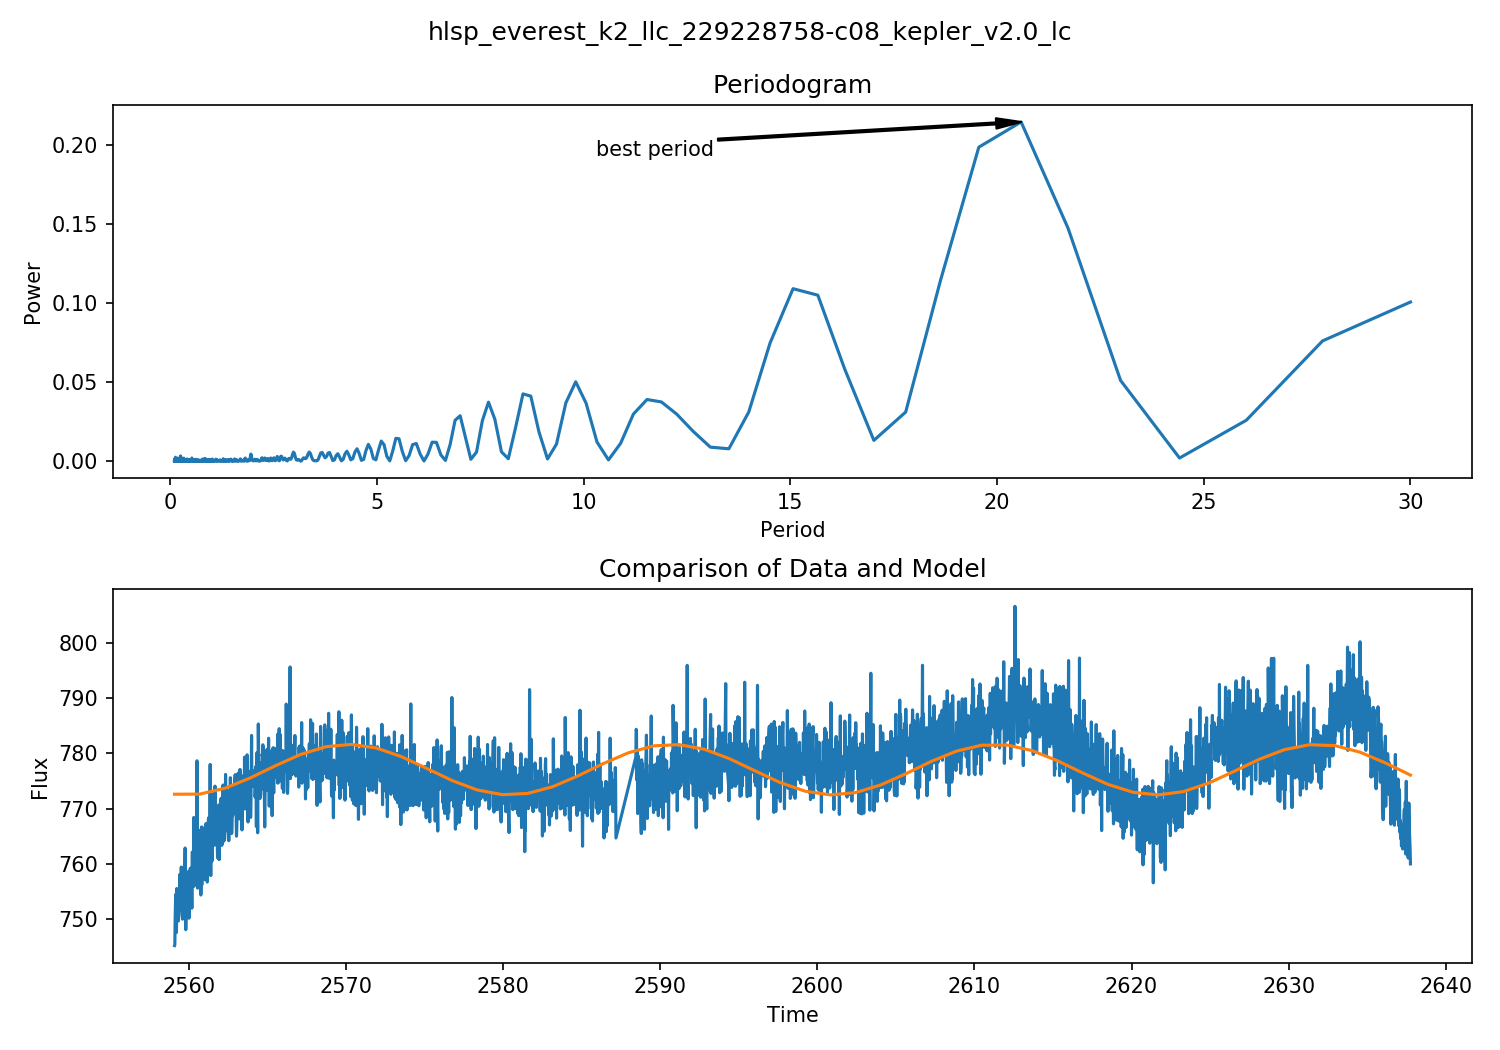 hlsp_everest_k2_llc_229228758-c08_kepler_v2.0_lc
Periodogram
0.20
0.15
0.10
0.05
0.00
Power
best period
0 5 10 15 20 25 30
Period
Comparison of Data and Model
800
790
780
770
760
750
Flux
2560 2570 2580 2590 2600 2610 2620 2630 2640
Time